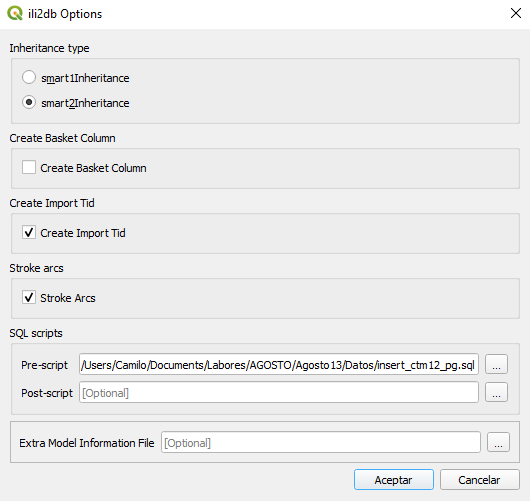 ili2db Options
Inheritance type
smart1Inheritance
smart2Inheritance
Create Basket Column
Create Basket Column
Create Import Tid
Create Import Tid
Stroke arcs
Stroke Arcs
SQL scripts
Pre-script /Users/Camilo/Documents/Labores/AGOSTO/Agosto13/Datos/insert_ctm12_pg.sql ...
Post-script [Optional] ...
Extra Model Information File [Optional] ...
Aceptar Cancelar